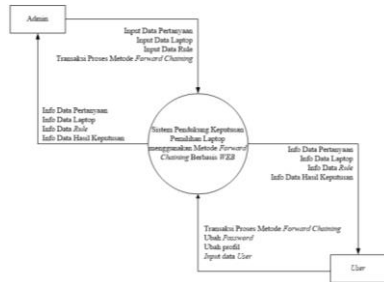 Admin
Input Data Pertanyaan
Input Data Laptop
Input Data Rule
Transaksi Proses Metode Forward Chaining
Info Data Pertanyaan
Info Data Laptop
Info Data Rule
Info Data Hasil Keputusan
Sistem Pendukung Keputusan
Pemilihan Laptop
menggunakan Metode Forward
Chaining Berbasis WEB
Info Data Pertanyaan
Info Data Laptop
Info Data Rule
Info Data Hasil Keputusan
Transaksi Proses Metode Forward Chaining
Ubah Password
Ubah profil
Input data User
User